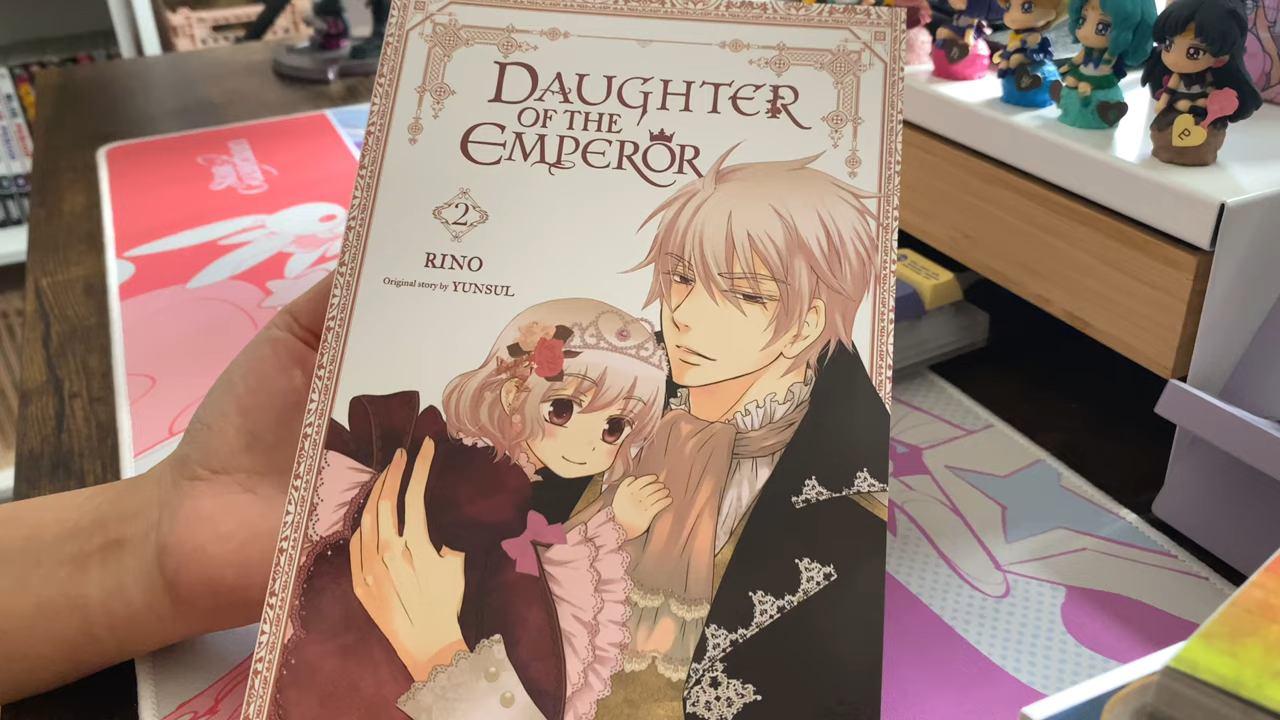 DAUGHTER
OF THE
EMPEROR
2
RINO
Original story by YUNSUL
P